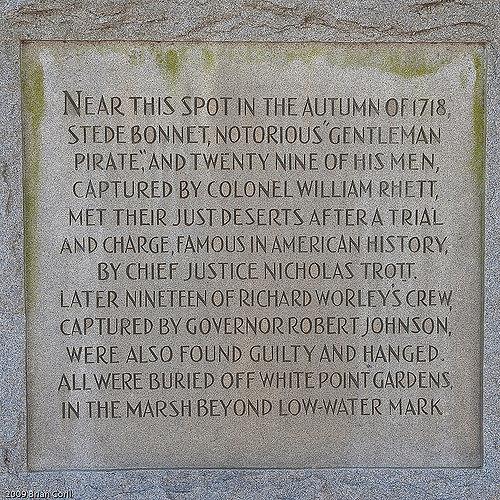 NEAR THIS SPOT IN THE AUTUMN OF 1718,
STEDE BONNET, NOTORIOUS "GENTLEMAN
PIRATE", AND TWENTY NINE OF HIS MEN,
CAPTURED BY COLONEL WILLIAM RHETT,
MET THEIR JUST DESERTS AFTER A TRIAL
AND CHARGE, FAMOUS IN AMERICAN HISTORY,
BY CHIEF JUSTICE NICHOLAS TROTT.
LATER NINETEEN OF RICHARD WORLEY'S CREW,
CAPTURED BY GOVERNOR ROBERT JOHNSON,
WERE ALSO FOUND GUILTY AND HANGED.
ALL WERE BURIED OFF WHITE POINT GARDENS,
IN THE MARSH BEYOND LOW-WATER MARK
2009 Brian Coril